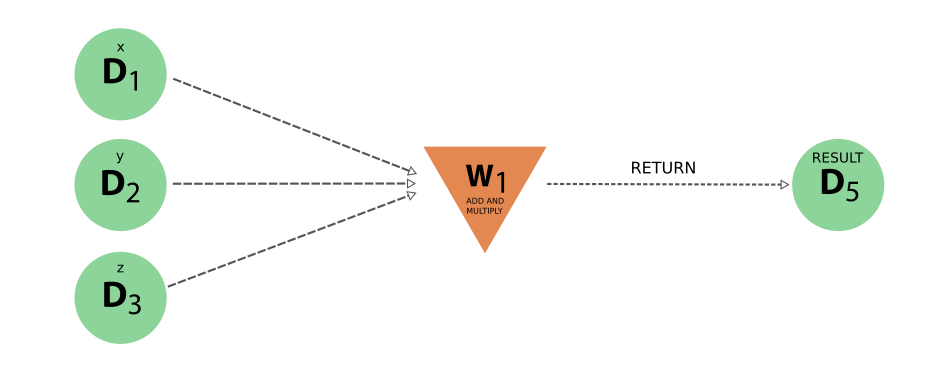 x
D1
y
D2
z
D3
W1
ADD AND
MULTIPLY
RETURN
RESULT
D5